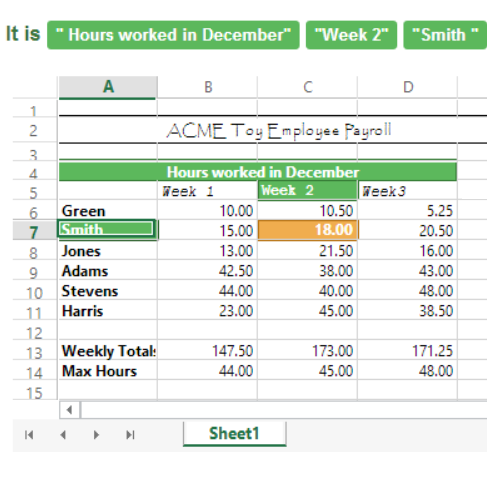 It is " Hours worked in December" "Week 2" "Smith "
A B C D
1
2 ACME Toy Employee Payroll
3
4 Hours worked in December
5 Week 1 Week 2 Week3
6 Green 10.00 10.50 5.25
7 Smith 15.00 18.00 20.50
8 Jones 13.00 21.50 16.00
9 Adams 42.50 38.00 43.00
10 Stevens 44.00 40.00 48.00
11 Harris 23.00 45.00 38.50
12
13 Weekly Totals 147.50 173.00 171.25
14 Max Hours 44.00 45.00 48.00
15
Sheet1